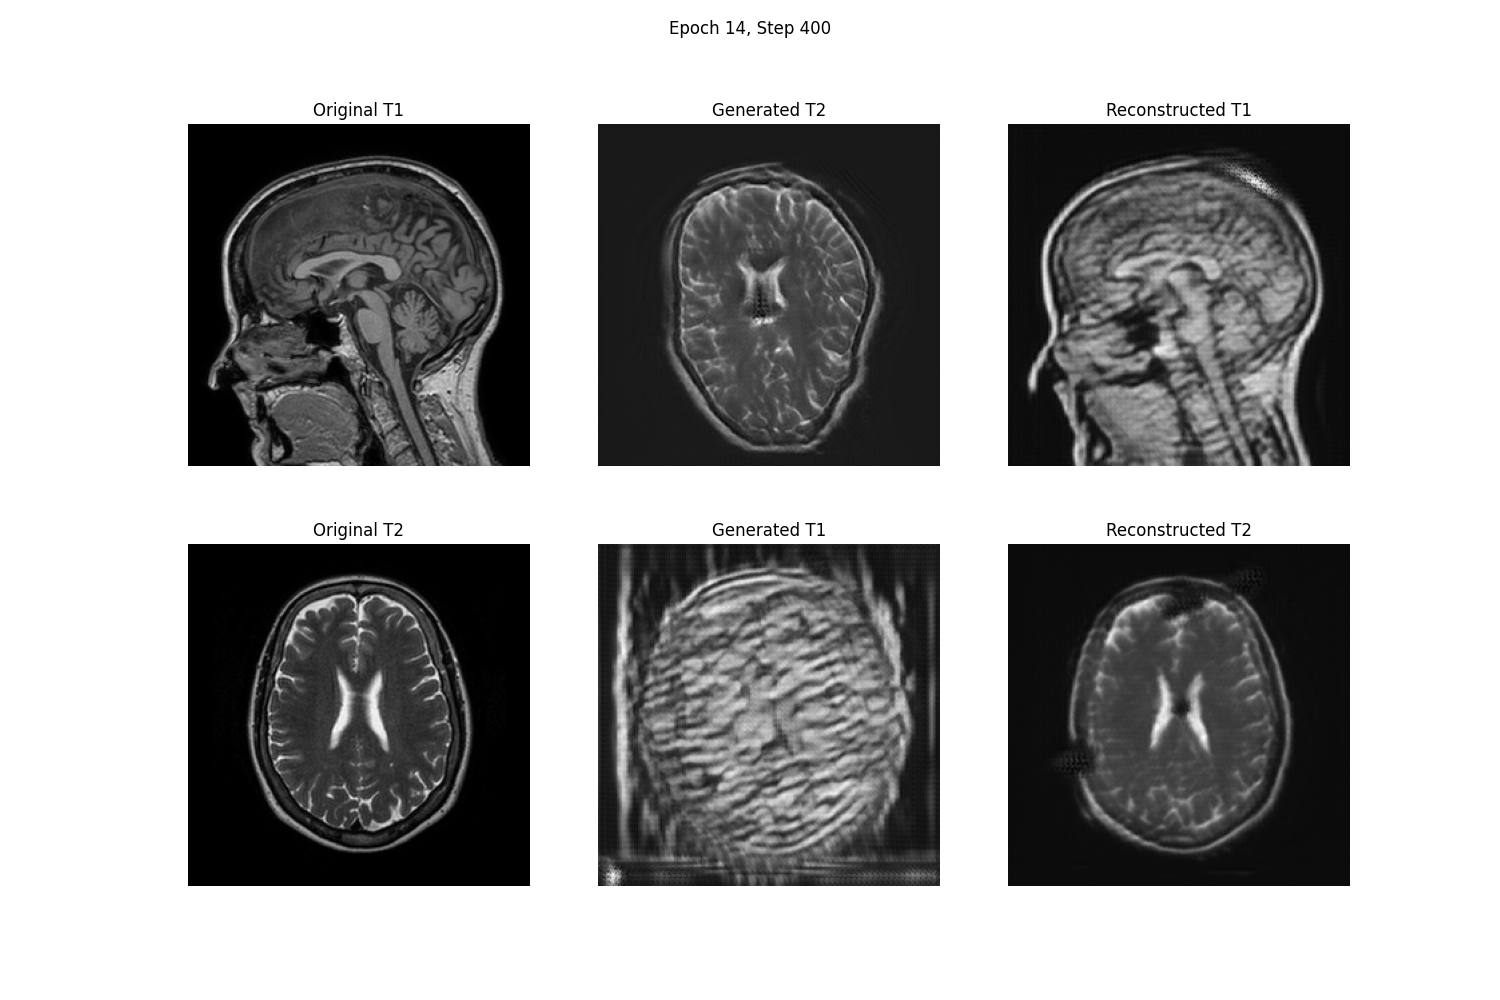 Epoch 14, Step 400
Original T1
Generated T2
Reconstructed T1
Original T2
Generated T1
Reconstructed T2